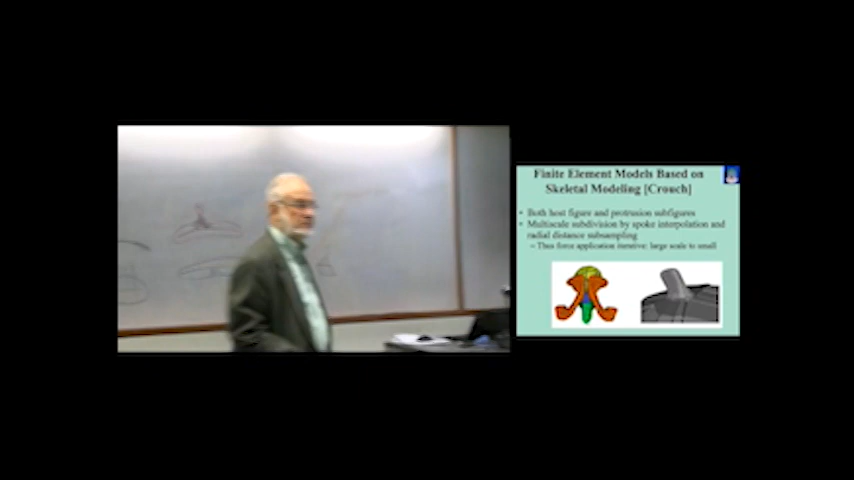 Finite Element Models Based on
Skeletal Modeling [Crouch]
• Both host figure and protrusion subfigures
• Multiscale subdivision by spoke interpolation and
radial distance subsampling
– Thus force application iterative: large scale to small